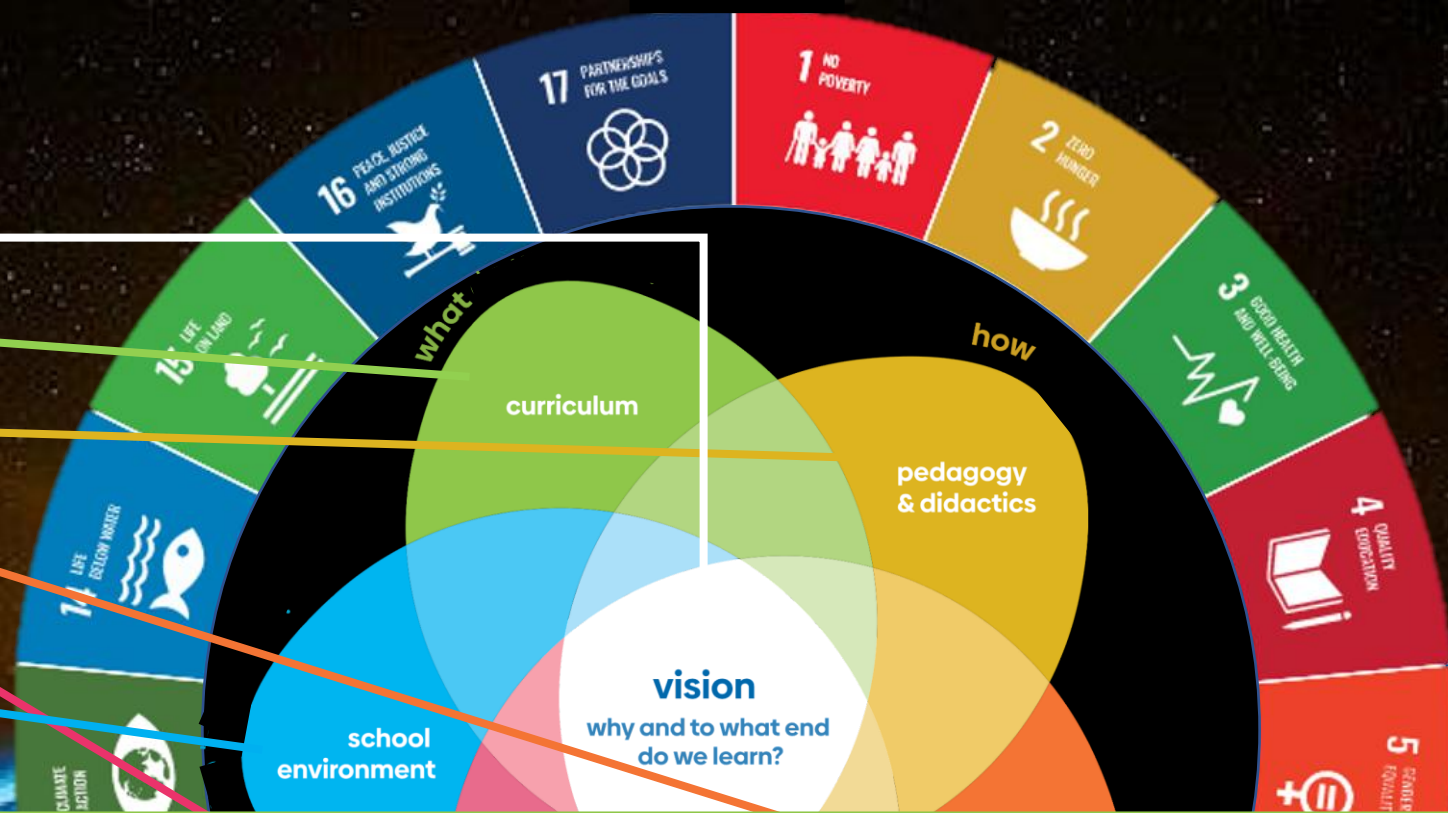 17 PARTNERSHIPS
FOR THE GOALS
1 NO
POVERTY
16 PEACE, JUSTICE
AND STRONG
INSTITUTIONS
2 ZERO
HUNGER
15 LIFE
ON LAND
3 GOOD HEALTH
AND WELL-BEING
14 LIFE
BELOW WATER
4 QUALITY
EDUCATION
CLIMATE
ACTION
5 GENDER
what
how
curriculum
pedagogy
& didactics
vision
why and to what end
do we learn?
school
environment